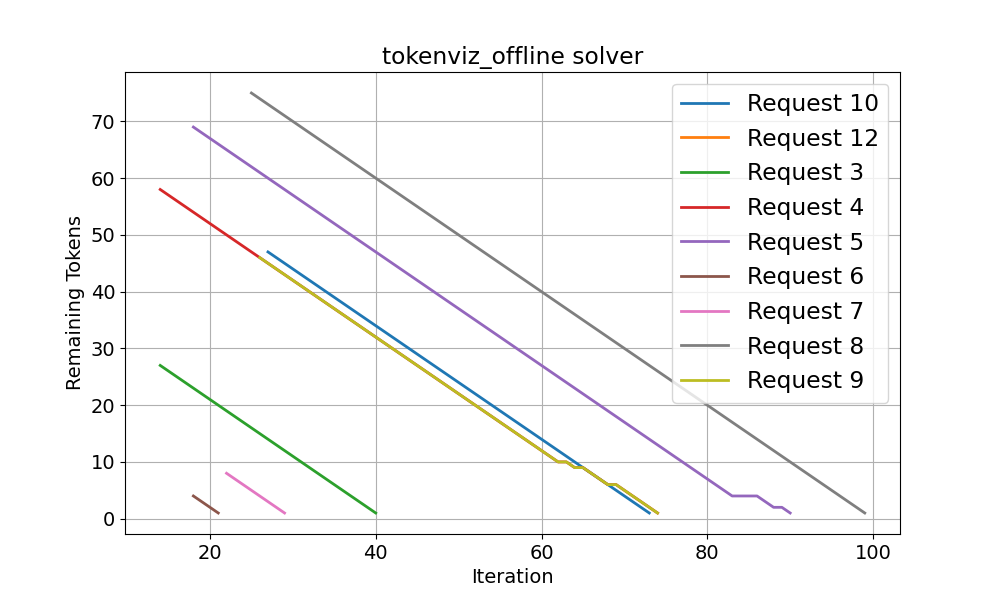 tokenviz_offline solver
Remaining Tokens
70
60
50
40
30
20
10
0
20
40
60
80
100
Iteration
Request 10
Request 12
Request 3
Request 4
Request 5
Request 6
Request 7
Request 8
Request 9